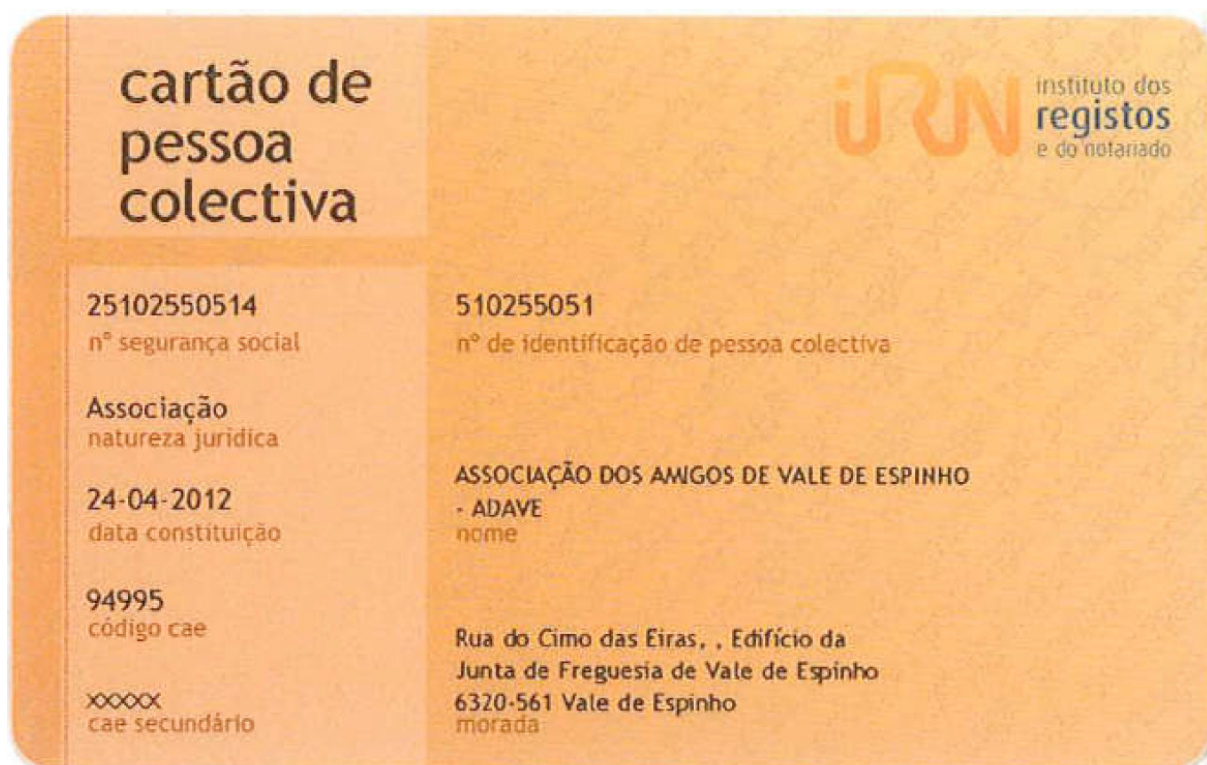 cartão de
pessoa
colectiva
iRN
instituto dos
registos
e do notariado
25102550514
nº segurança social
510255051
nº de identificação de pessoa colectiva
Associação
natureza jurídica
24-04-2012
data constituição
ASSOCIAÇÃO DOS AMIGOS DE VALE DE ESPINHO
- ADAVE
nome
94995
código cae
xxxxx
cae secundário
Rua do Cimo das Eiras, , Edifício da
Junta de Freguesia de Vale de Espinho
6320-561 Vale de Espinho
morada